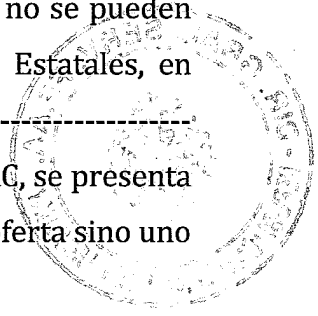 no se pueden
Estatales, en
--------------------
C, se presenta
ferta sino uno